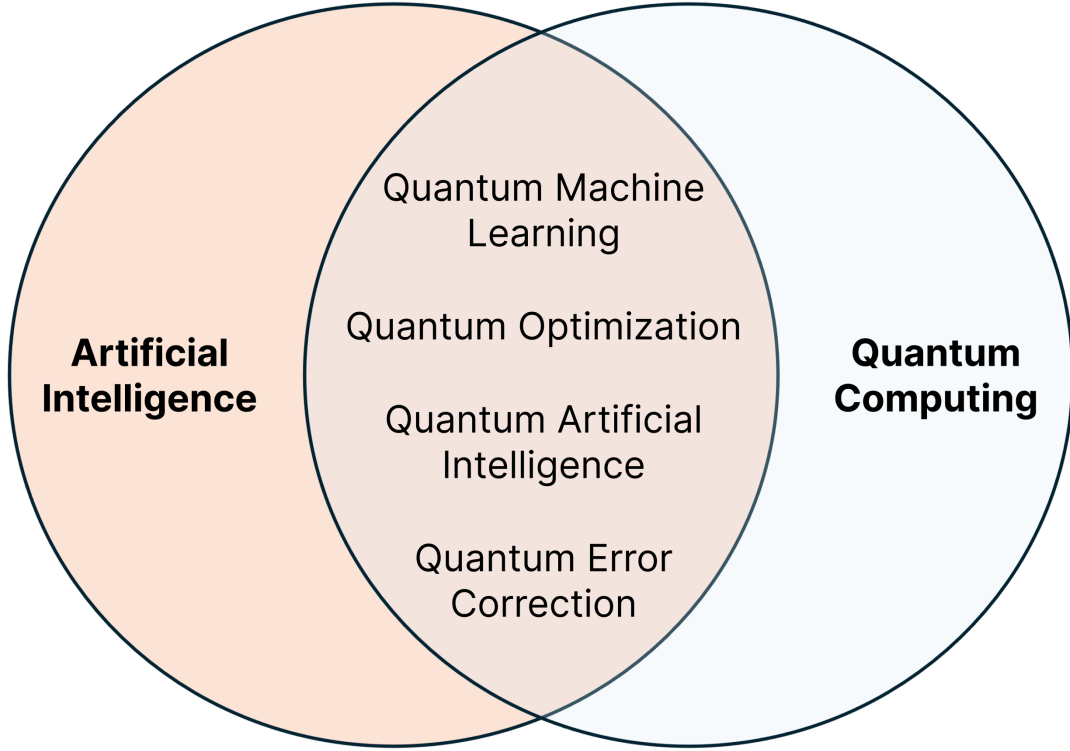 Artificial
Intelligence
Quantum Machine
Learning
Quantum Optimization
Quantum Artificial
Intelligence
Quantum Error
Correction
Quantum
Computing